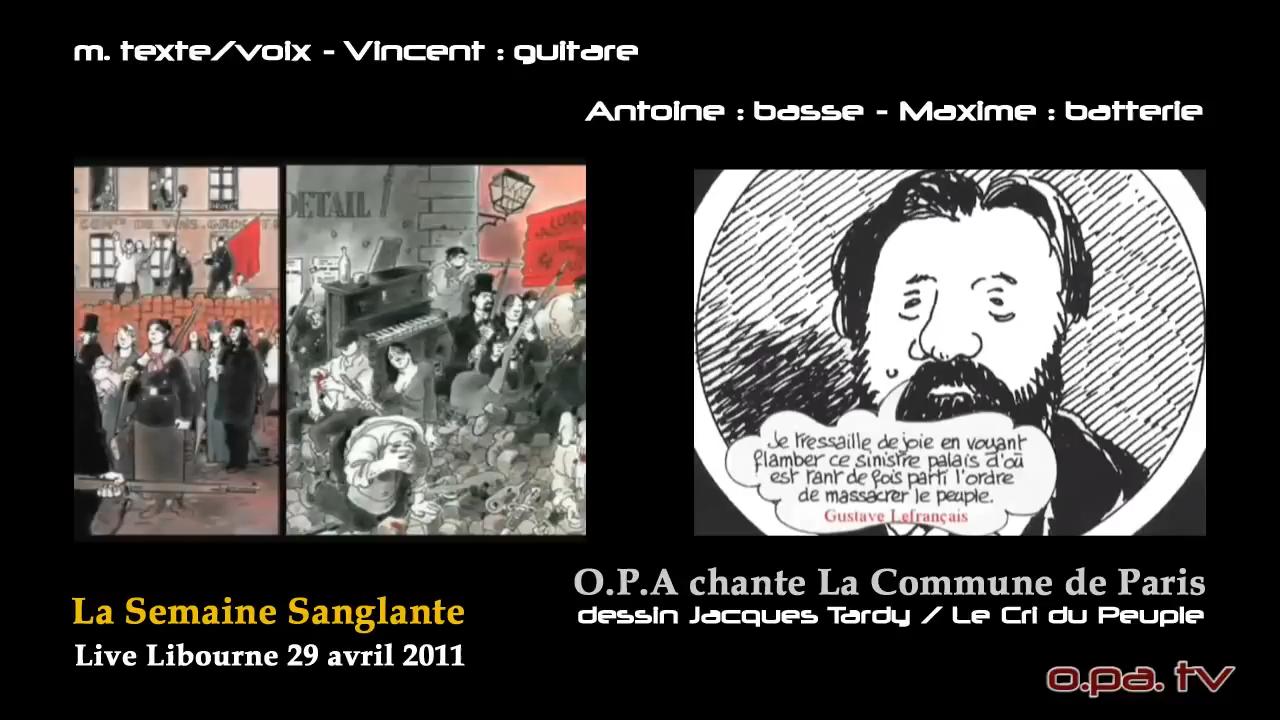 m. texte/voix - Vincent : guitare
Antoine : basse - Maxime : batterie
DETAIL
Je tressaille de joie en voyant
flamber ce sinistre palais d'où
est tant de fois parti l'ordre
de massacrer le peuple.
Gustave Lefrançais
O.P.A chante La Commune de Paris
dessin Jacques Tardy / Le Cri du Peuple
La Semaine Sanglante
Live Libourne 29 avril 2011
o.pa. tv